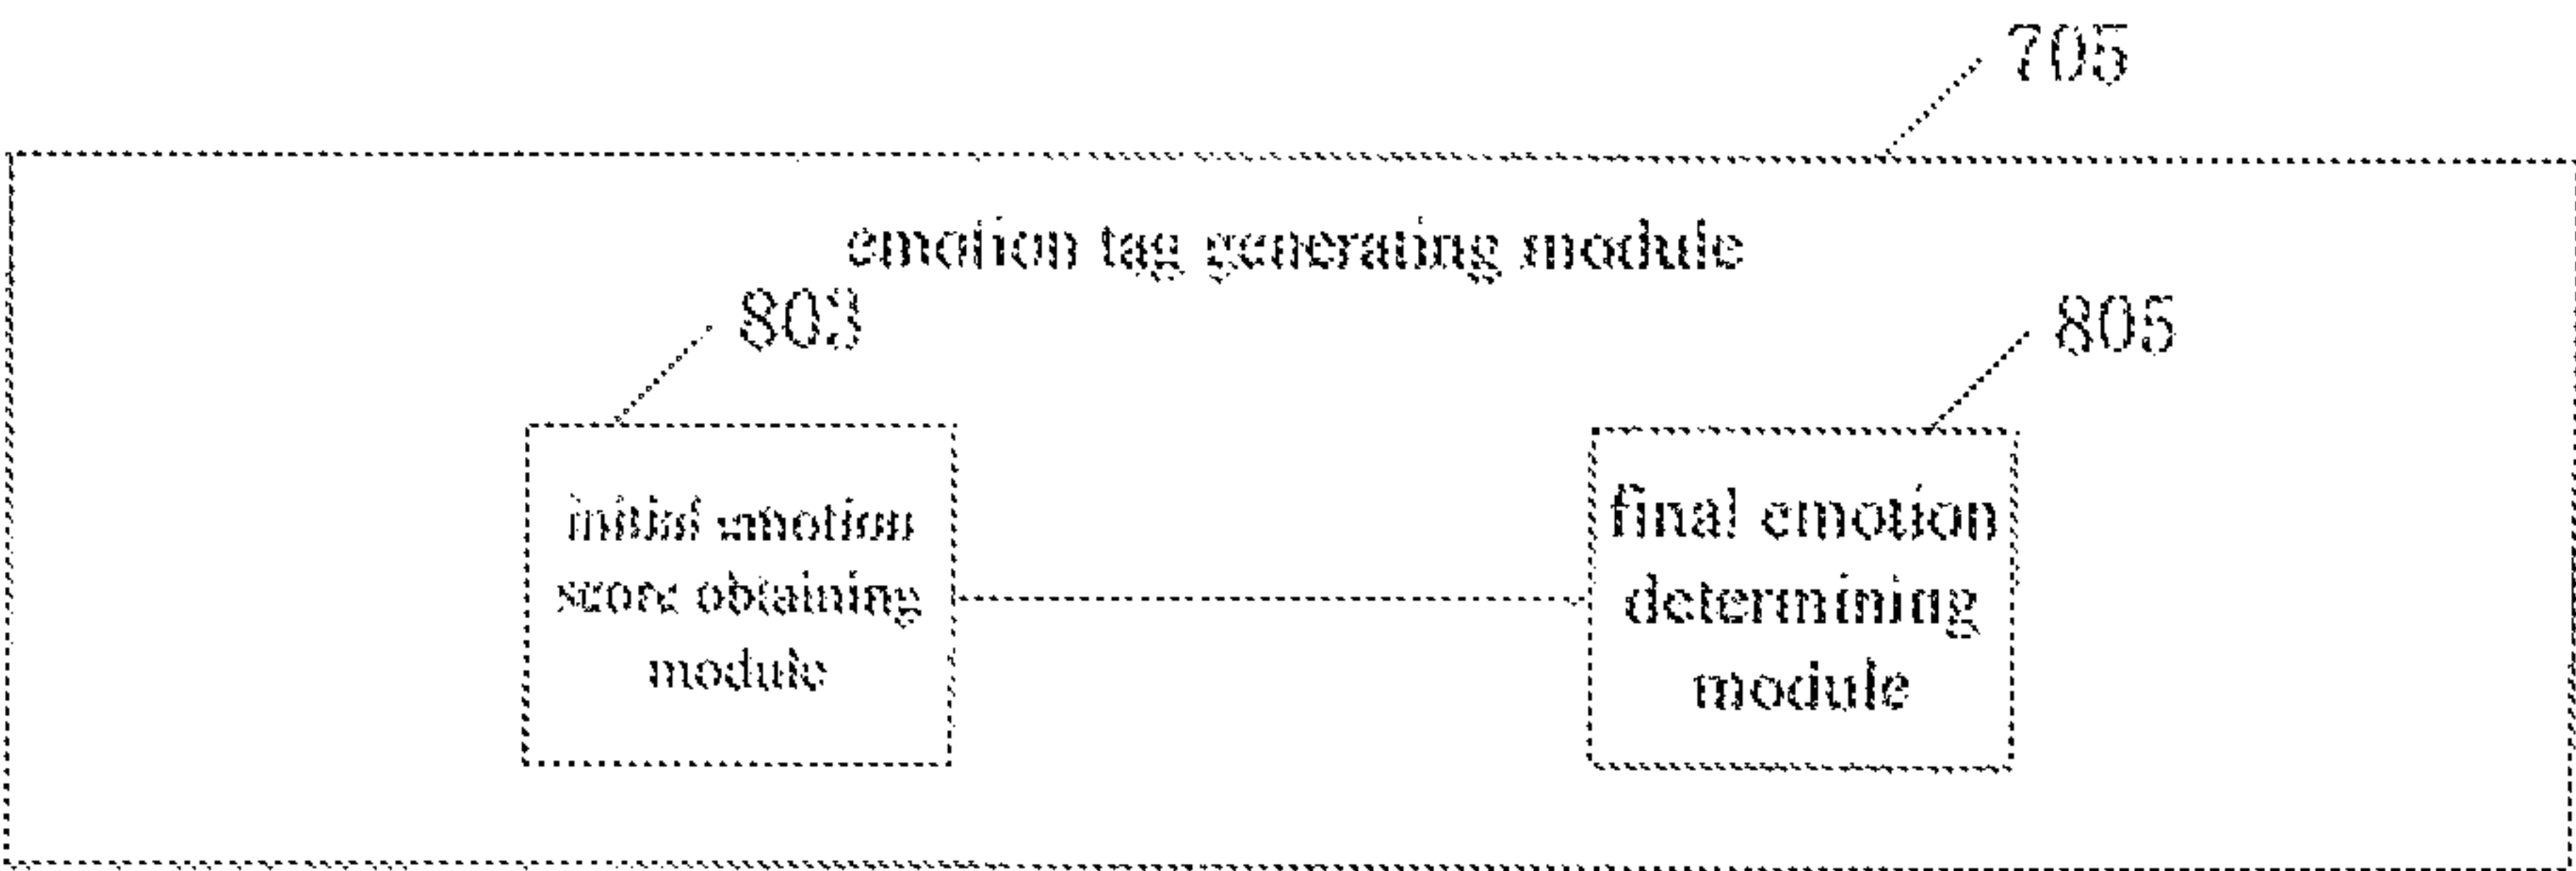 705
emotion tag generating module
803
805
initial emotion
score obtaining
module
final emotion
determining
module